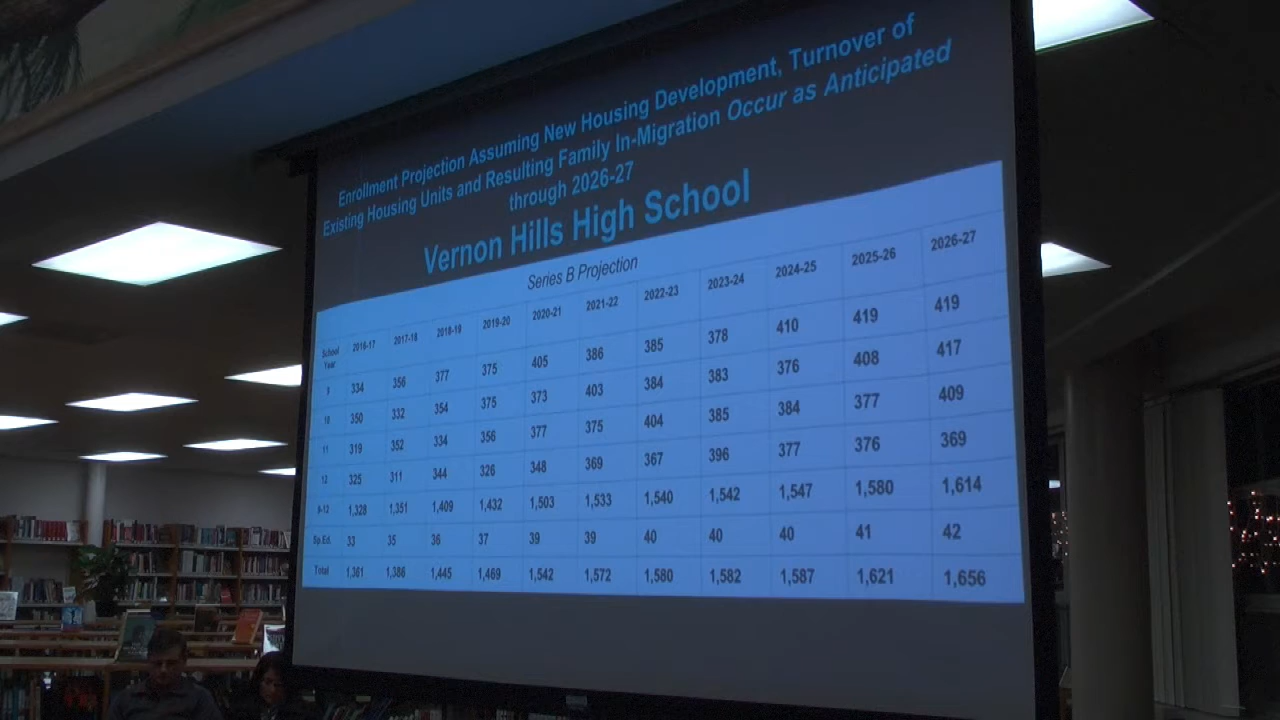 Enrollment Projection Assuming New Housing Development, Turnover of
Existing Housing Units and Resulting Family In-Migration Occur as Anticipated
through 2026-27
Vernon Hills High School
Series B Projection
School Year 2016-17 2017-18 2018-19 2019-20 2020-21 2021-22 2022-23 2023-24 2024-25 2025-26 2026-27
9 334 356 377 375 405 386 385 378 410 419 419
10 350 332 354 375 373 403 384 383 376 408 417
11 319 352 334 356 377 375 404 385 384 377 409
12 325 311 344 326 348 369 367 396 377 376 369
9-12 1,328 1,351 1,409 1,432 1,503 1,533 1,540 1,542 1,547 1,580 1,614
Sp.Ed. 33 35 36 37 39 39 40 40 40 41 42
Total 1,361 1,386 1,445 1,469 1,542 1,572 1,580 1,582 1,587 1,621 1,656